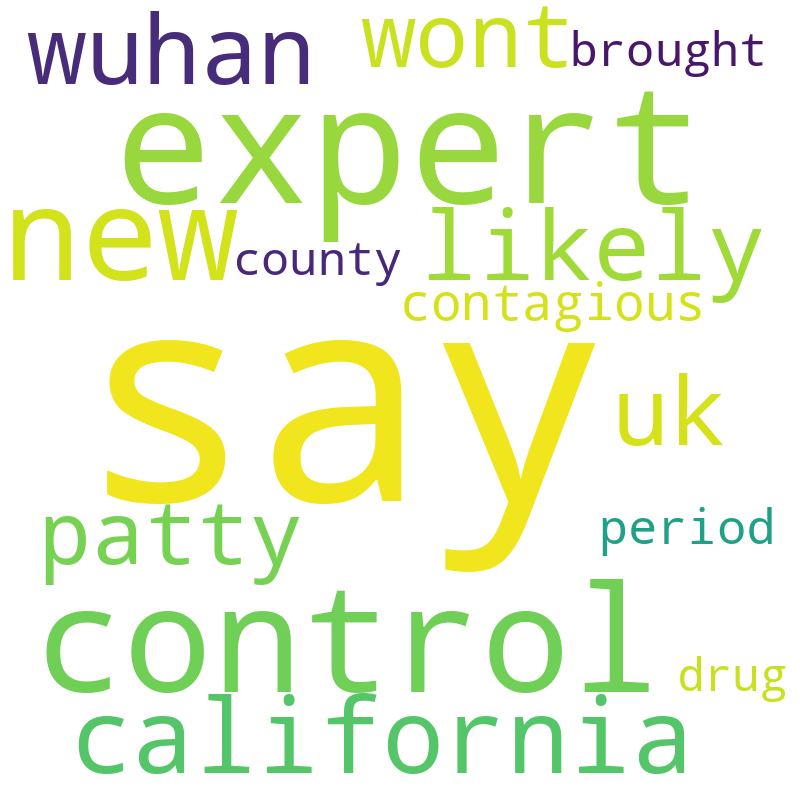 wuhan wont brought
expert
new county likely
contagious
say uk
patty period
control
california drug